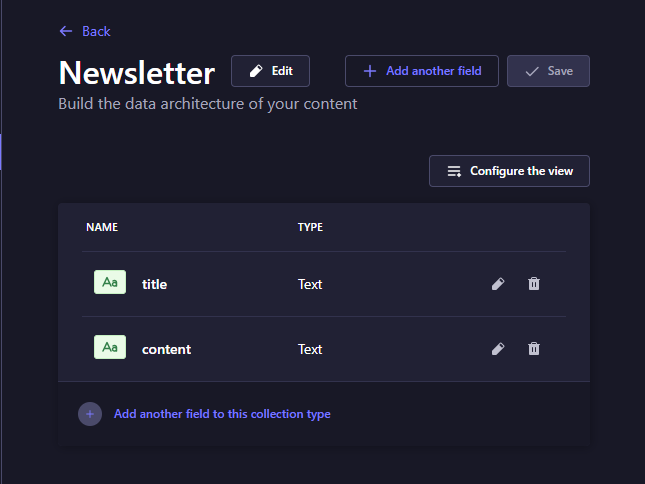 Back
Newsletter
Edit
Add another field
Save
Build the data architecture of your content
Configure the view
NAME TYPE
Aa title Text
Aa content Text
Add another field to this collection type